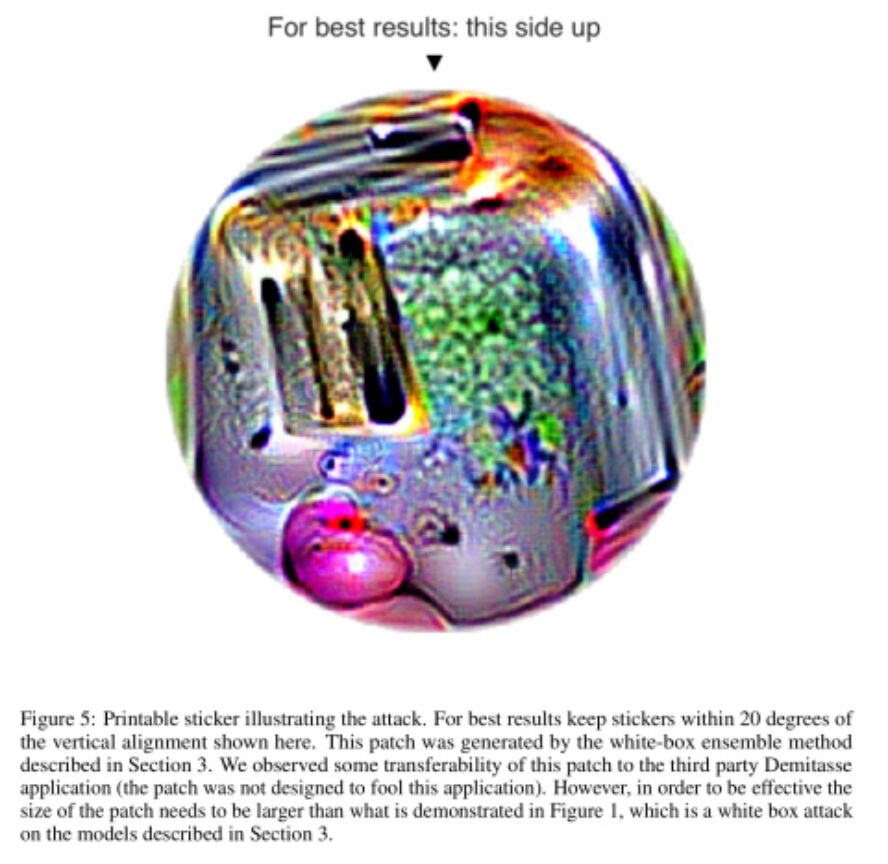 For best results: this side up
Figure 5: Printable sticker illustrating the attack. For best results keep stickers within 20 degrees of
the vertical alignment shown here. This patch was generated by the white-box ensemble method
described in Section 3. We observed some transferability of this patch to the third party Demitasse
application (the patch was not designed to fool this application). However, in order to be effective the
size of the patch needs to be larger than what is demonstrated in Figure 1, which is a white box attack
on the models described in Section 3.